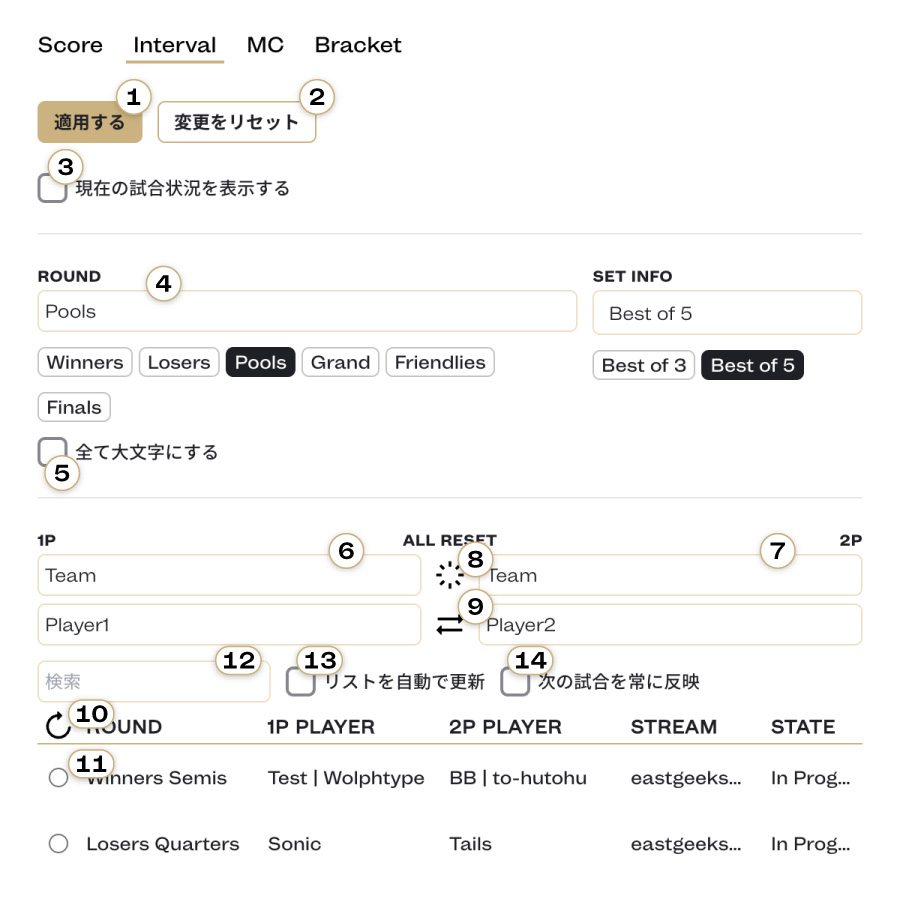 Score Interval MC Bracket
1 2
適用する 変更をリセット
3
現在の試合状況を表示する
ROUND 4 SET INFO
Pools Best of 5
Winners Losers Pools Grand Friendlies Best of 3 Best of 5
Finals
全て大文字にする
5
1P 6 ALL RESET 7 2P
Team 8 Team
Player1 9 Player2
12 13 14
検索 リストを自動で更新 次の試合を常に反映
10 ROUND 1P PLAYER 2P PLAYER STREAM STATE
11
Winners Semis Test | Wolphtype BB | to-hutohu eastgeeks... In Prog...
Losers Quarters Sonic Tails eastgeeks... In Prog...